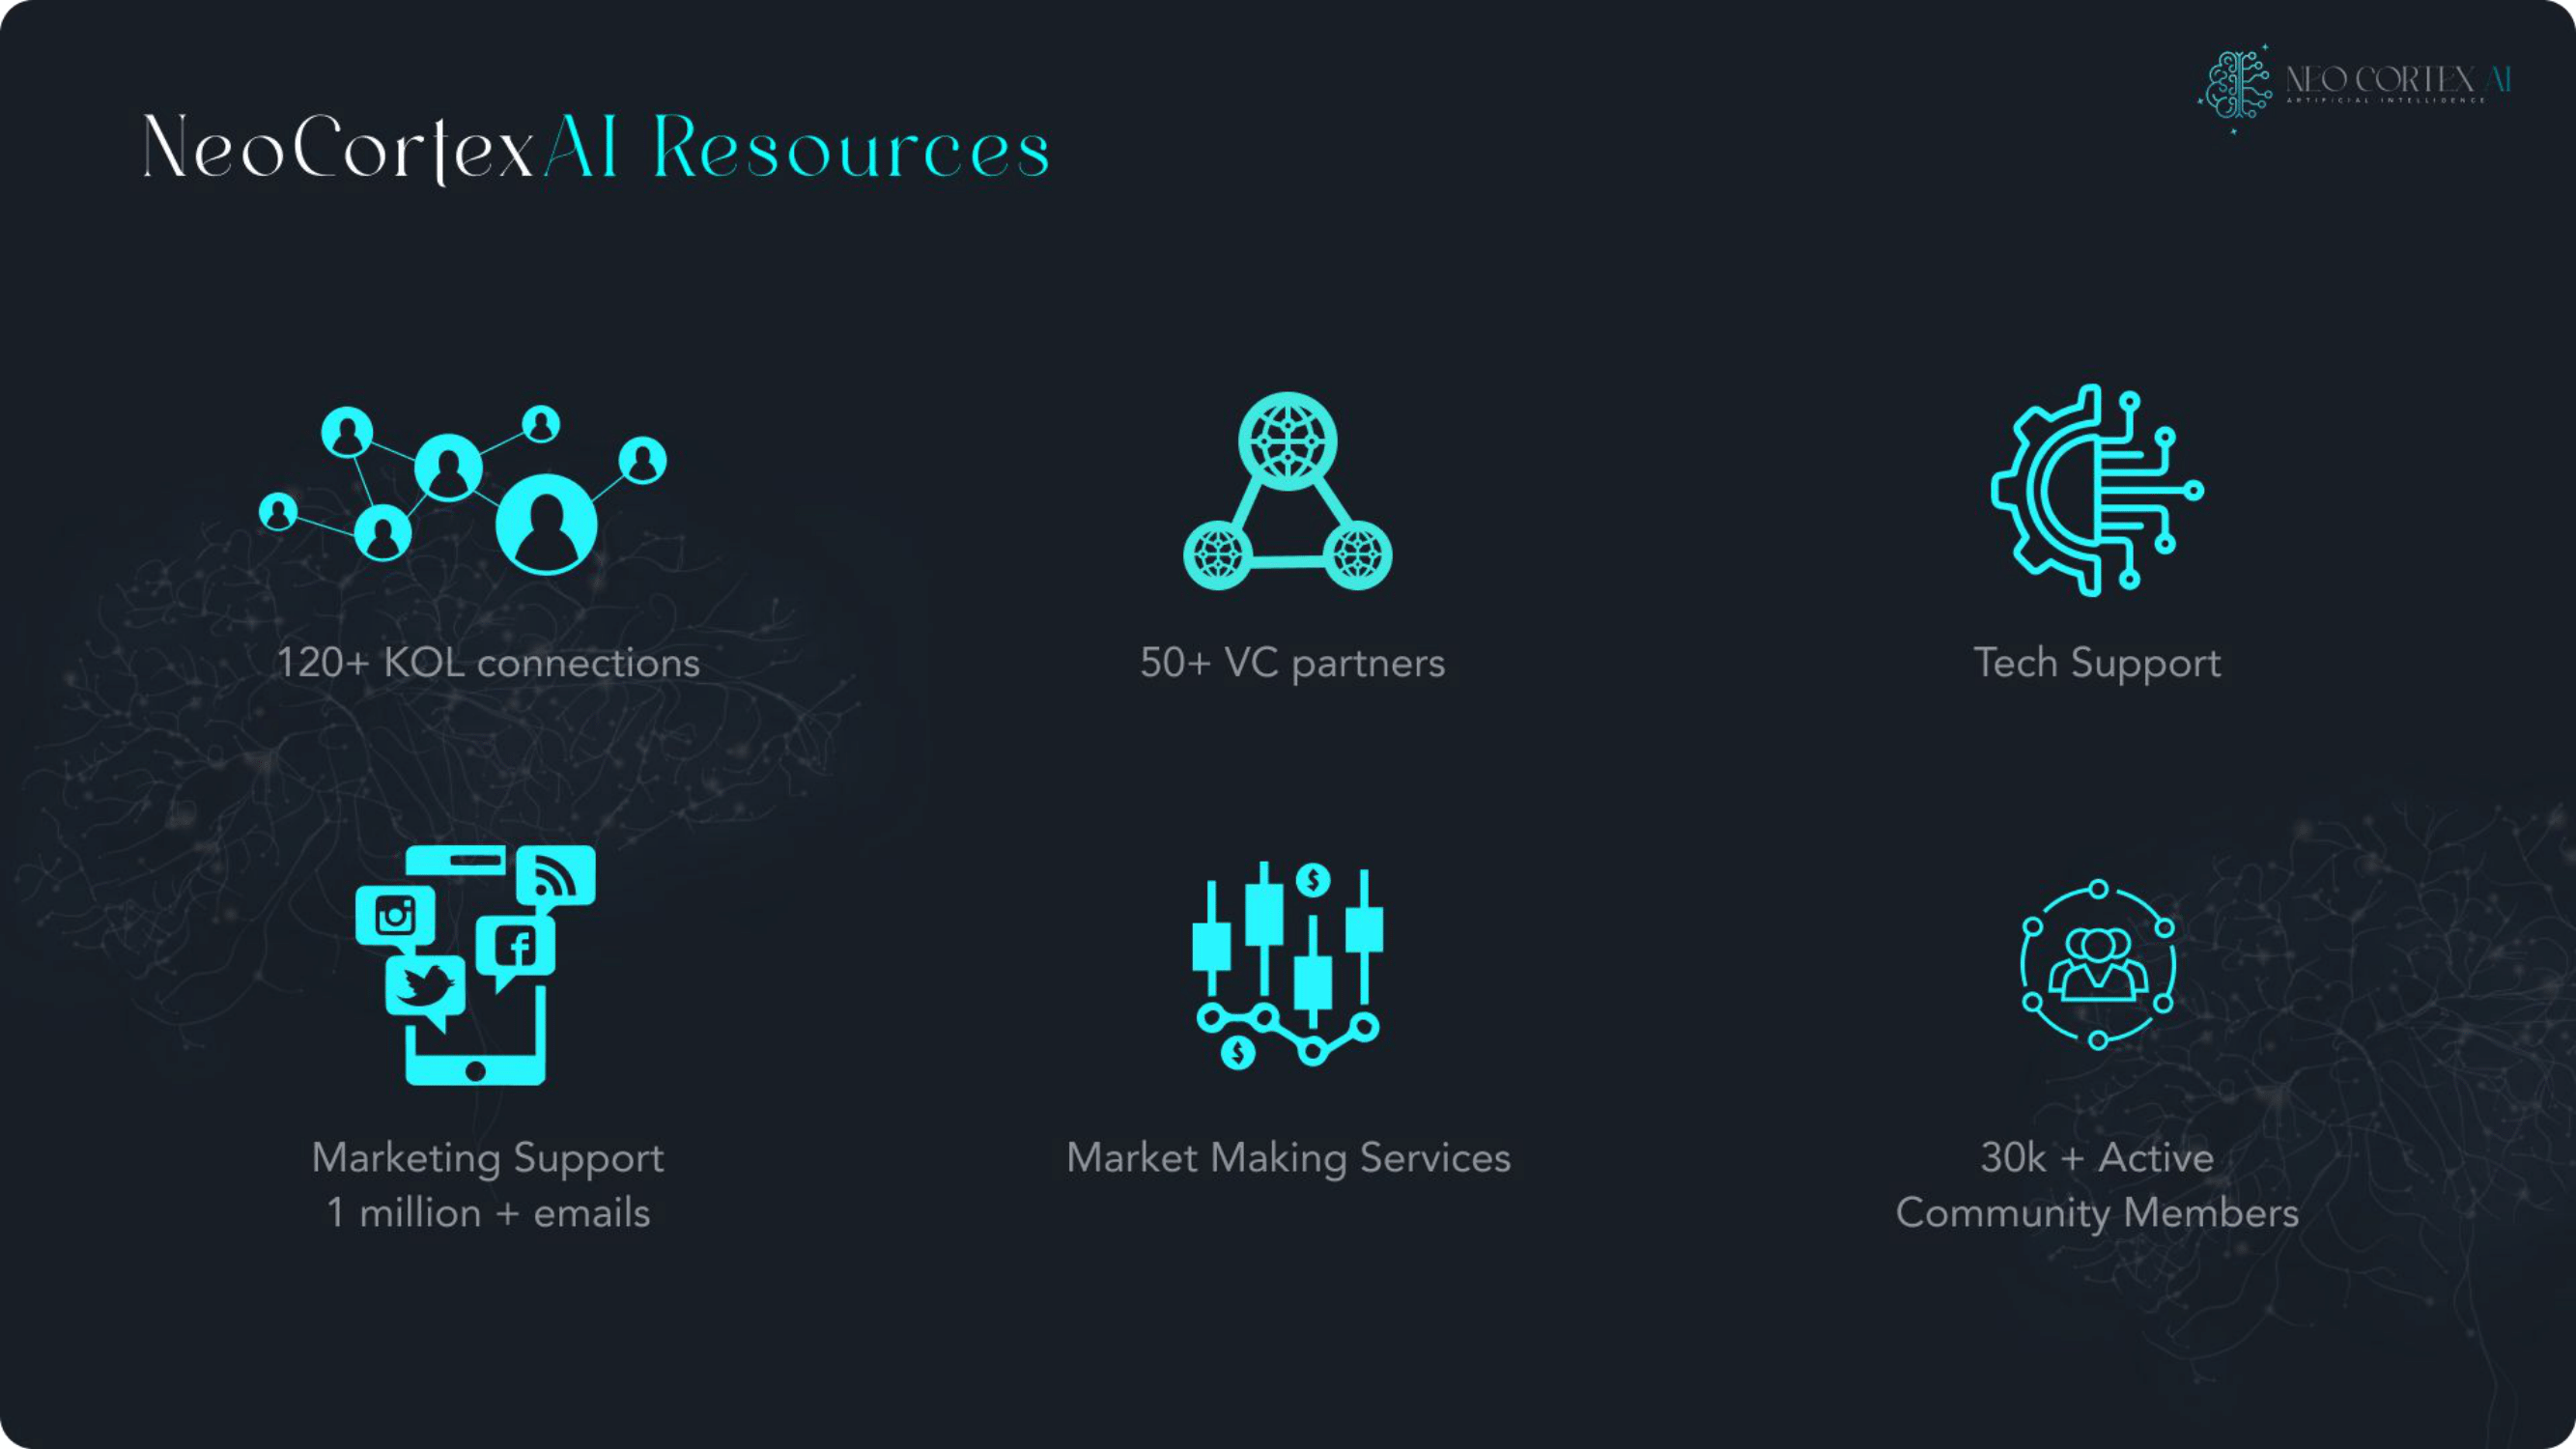 NEO CORTEX AI
ARTIFICIAL INTELLIGENCE
NeoCortexAI Resources
120+ KOL connections
50+ VC partners
Tech Support
Marketing Support
1 million + emails
Market Making Services
30k + Active
Community Members